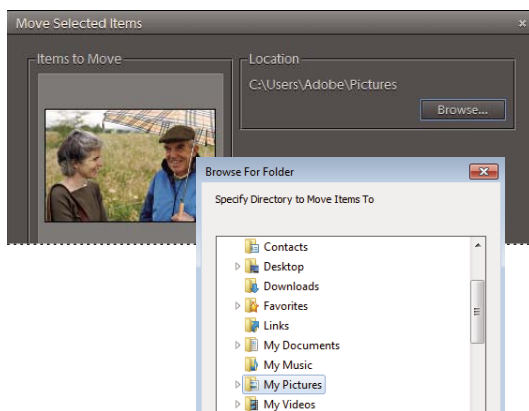 Move Selected Items
Items to Move
Location
C:\Users\Adobe\Pictures
Browse...
Browse For Folder
Specify Directory to Move Items To
Contacts
Desktop
Downloads
Favorites
Links
My Documents
My Music
My Pictures
My Videos